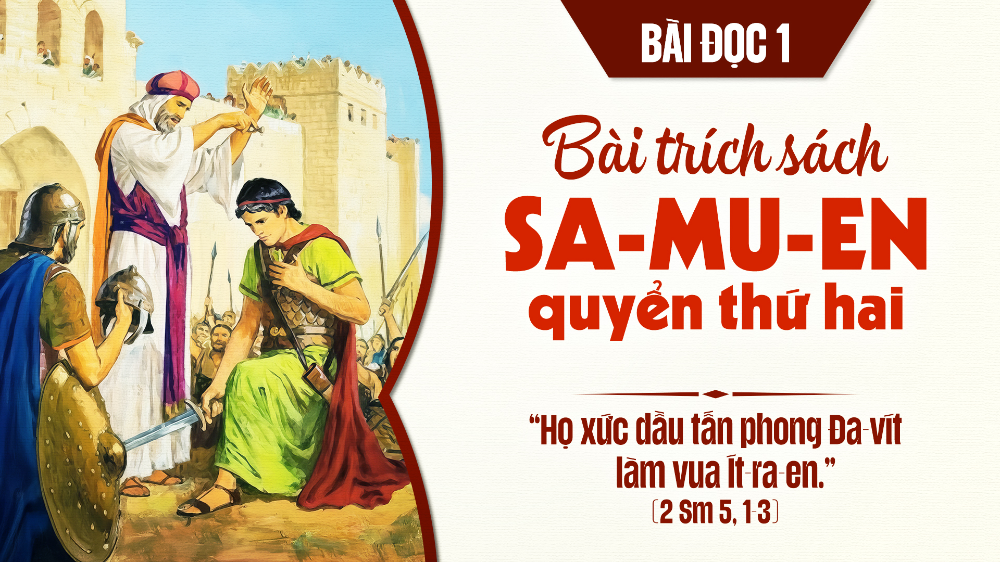 BÀI ĐỌC 1
Bài trích sách
SA-MU-EN
quyển thứ hai
“Họ xức dầu tấn phong Đa-vít
làm vua Ít-ra-en.”
(2 Sm 5, 1-3)